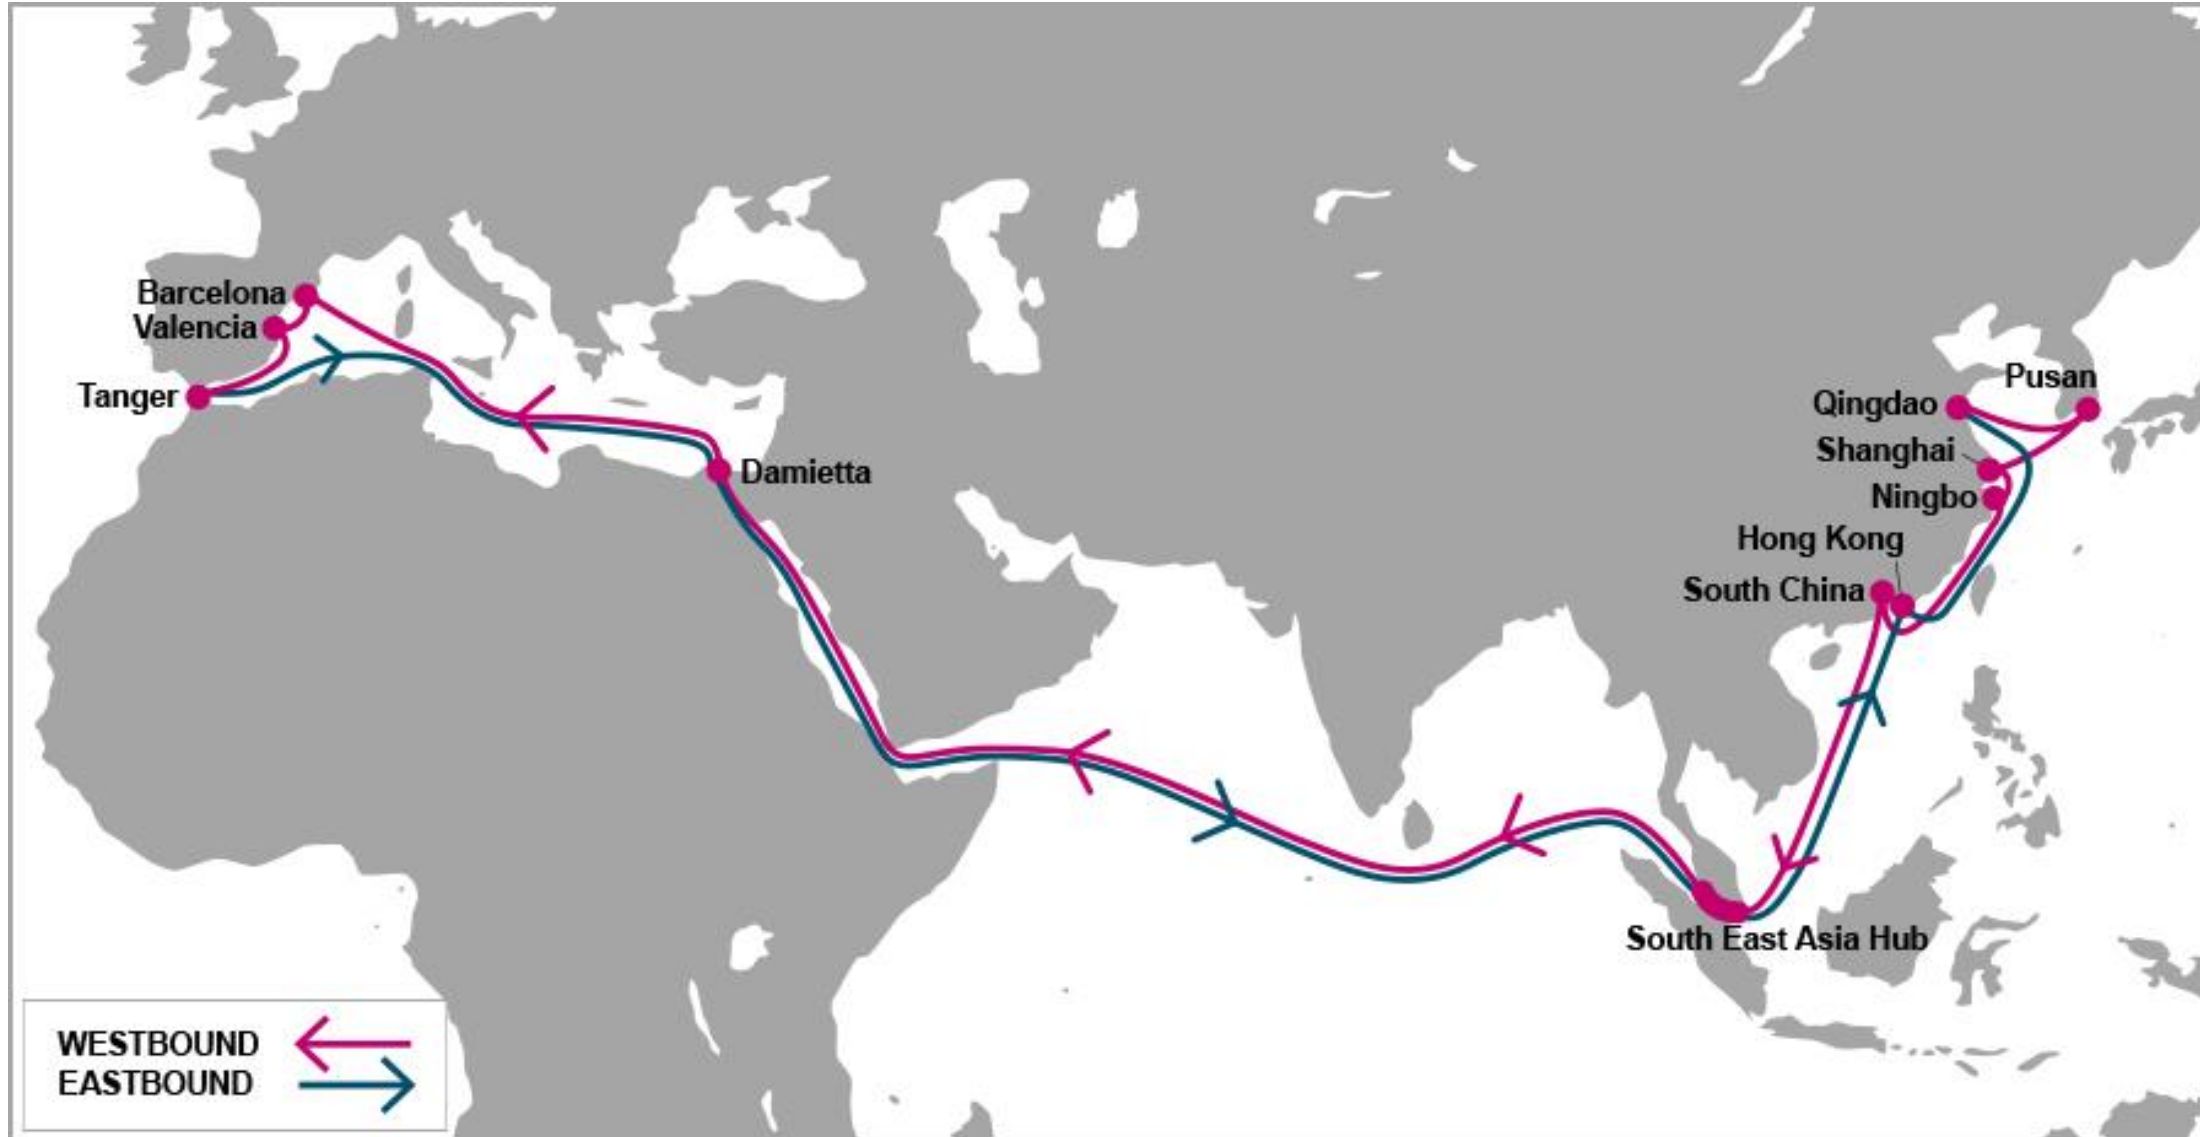 Barcelona
Valencia
Tanger
Damietta
Pusan
Qingdao
Shanghai
Ningbo
Hong Kong
South China
South East Asia Hub
WESTBOUND
EASTBOUND